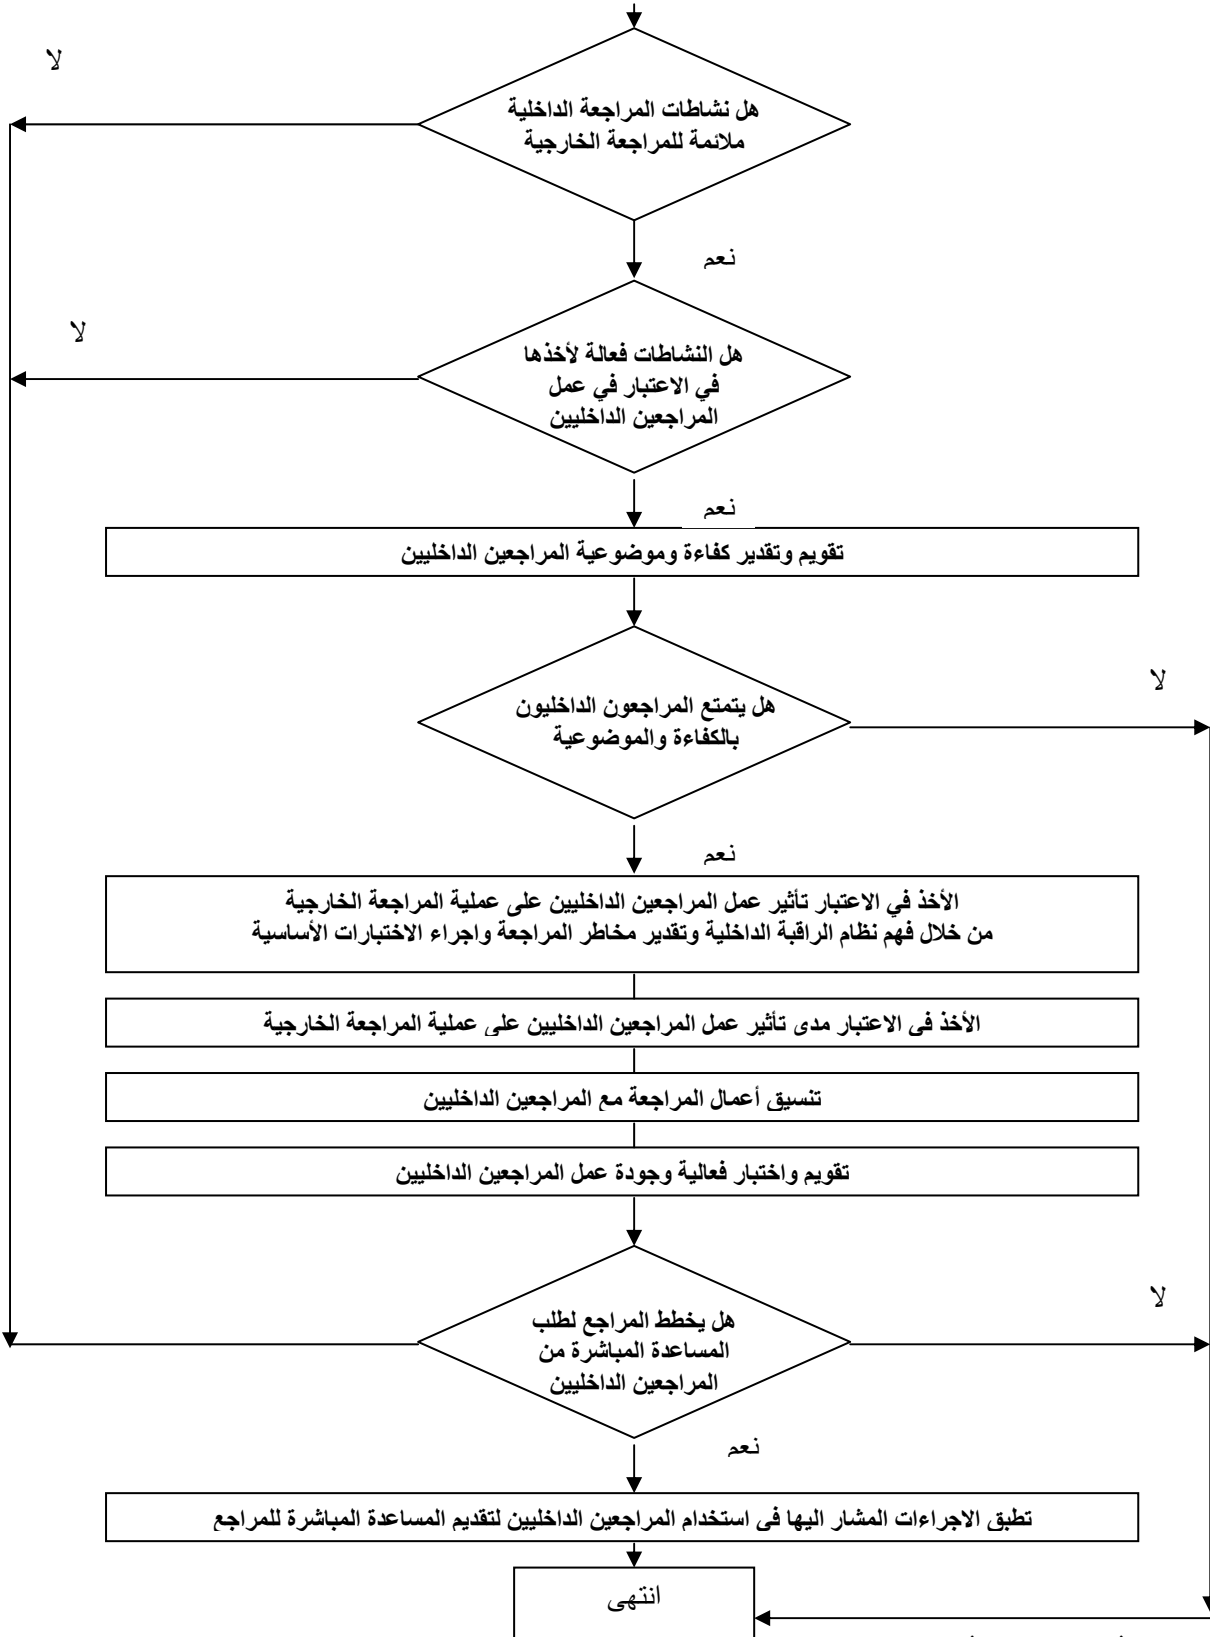 لا
هل نشاطات المراجعة الداخلية
ملائمة للمراجعة الخارجية
نعم
لا
هل النشاطات فعالة لأخذها
في الاعتبار في عمل
المراجعين الداخليين
نعم
تقويم وتقدير كفاءة وموضوعية المراجعين الداخليين
لا
هل يتمتع المراجعون الداخليون
بالكفاءة والموضوعية
نعم
الأخذ في الاعتبار تأثير عمل المراجعين الداخليين على عملية المراجعة الخارجية
من خلال فهم نظام الراقبة الداخلية وتقدير مخاطر المراجعة واجراء الاختبارات الأساسية
الأخذ في الاعتبار مدى تأثير عمل المراجعين الداخليين على عملية المراجعة الخارجية
تنسيق أعمال المراجعة مع المراجعين الداخليين
تقويم واختبار فعالية وجودة عمل المراجعين الداخليين
لا
هل يخطط المراجع لطلب
المساعدة المباشرة من
المراجعين الداخليين
نعم
تطبق الاجراءات المشار اليها في استخدام المراجعين الداخليين لتقديم المساعدة المباشرة للمراجع
انتهى